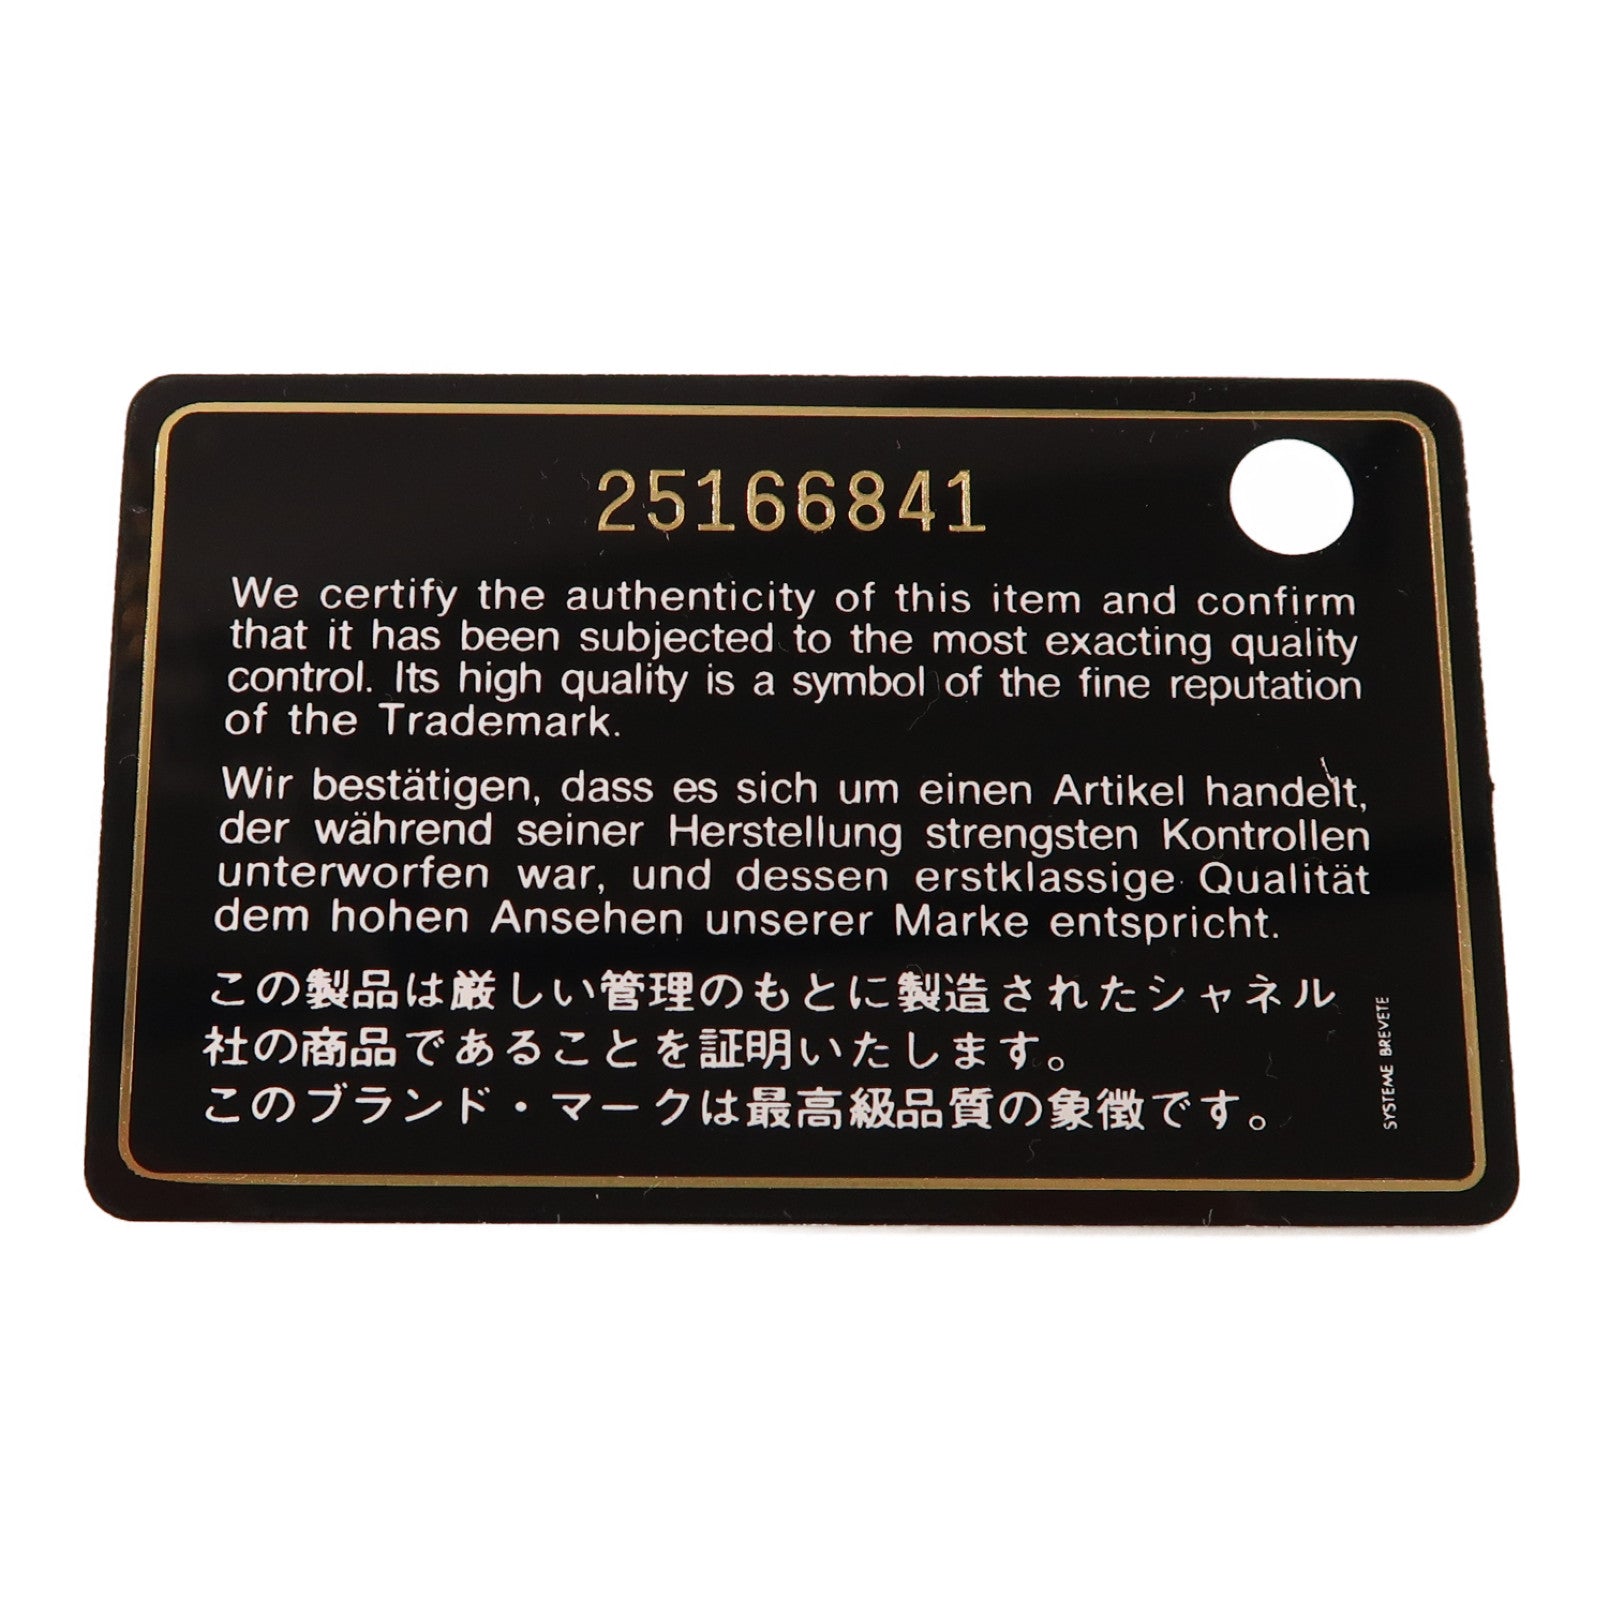 25166841
We certify the authenticity of this item and confirm
that it has been subjected to the most exacting quality
control. Its high quality is a symbol of the fine reputation
of the Trademark.
Wir bestätigen, dass es sich um einen Artikel handelt,
der während seiner Herstellung strengsten Kontrollen
unterworfen war, und dessen erstklassige Qualität
dem hohen Ansehen unserer Marke entspricht.
この製品は厳しい管理のもとに製造されたシャネル
社の商品であることを証明いたします。
このブランド・マークは最高級品質の象徴です。
SYSTEME BREVETE